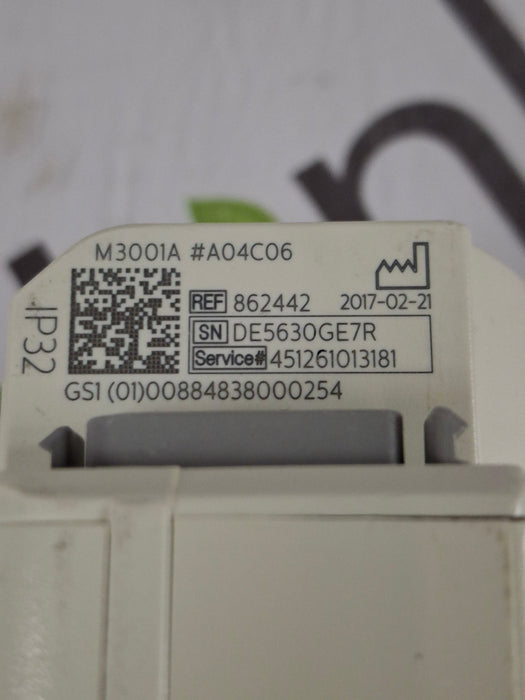 M3001A #A04C06
REF 862442 2017-02-21
SN DE5630GE7R
Service# 451261013181
IP32
GS1 (01)00884838000254